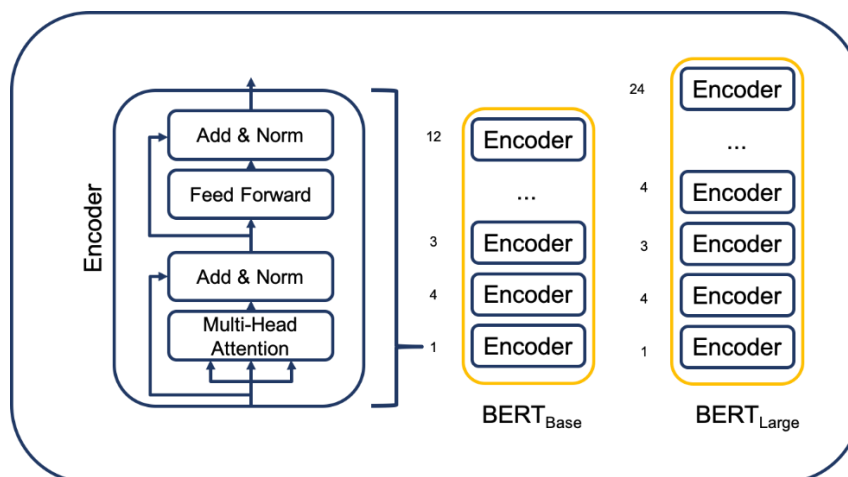 Encoder
Add & Norm
Feed Forward
Add & Norm
Multi-Head
Attention
12
Encoder
...
3
Encoder
4
Encoder
1
Encoder
BERTBase
24
Encoder
...
4
Encoder
3
Encoder
4
Encoder
1
Encoder
BERTLarge